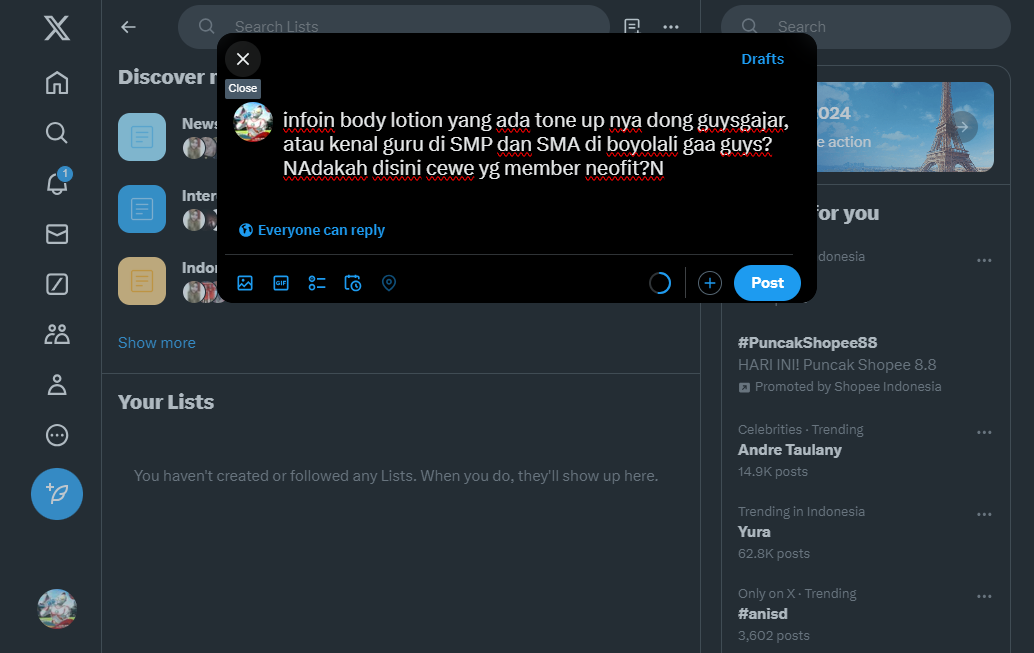 Search Lists
Search
Drafts
Close
Discover
infoin body lotion yang ada tone up nya dong guysgajar,
atau kenal guru di SMP dan SMA di boyolali gaa guys?
NAdakah disini cewe yg member neofit?N
Everyone can reply
GIF
Post
1
News
Inter
Indon
Show more
Your Lists
You haven't created or followed any Lists. When you do, they'll show up here.
2024
e action
for you
donesia
#PuncakShopee88
HARI INI! Puncak Shopee 8.8
Promoted by Shopee Indonesia
Celebrities · Trending
Andre Taulany
14.9K posts
Trending in Indonesia
Yura
62.8K posts
Only on X · Trending
#anisd
3,602 posts